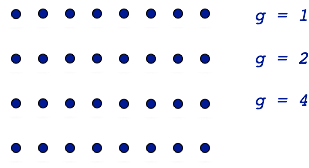 g = 1
g = 2
g = 4